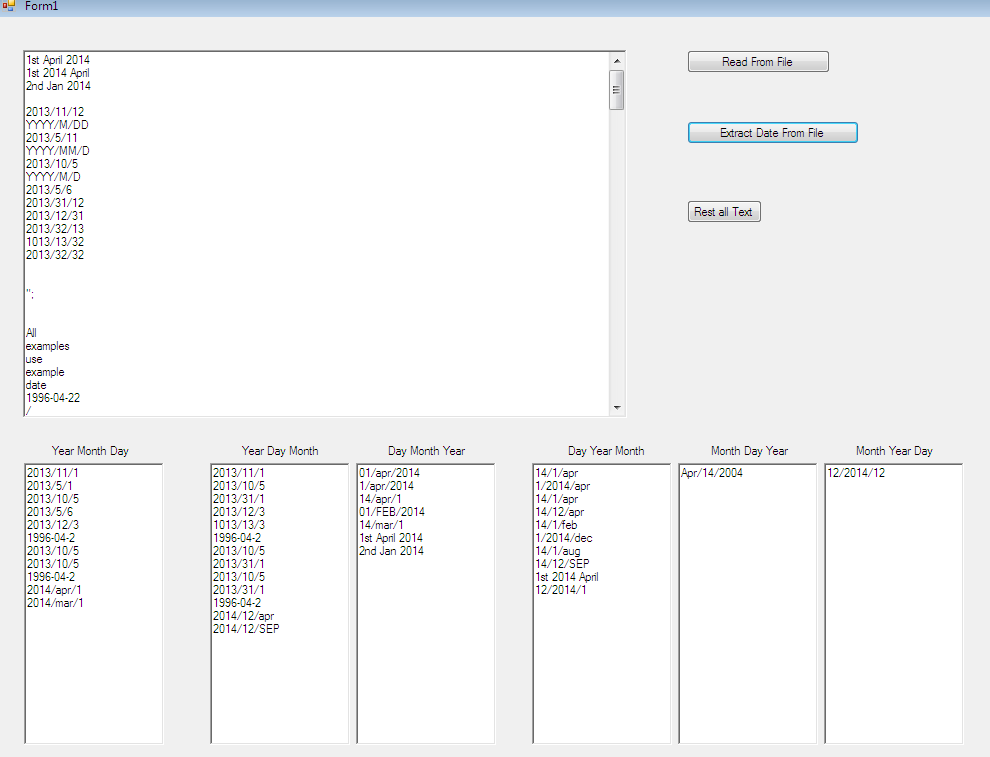 Form1
1st April 2014
1st 2014 April
2nd Jan 2014
2013/11/12
YYYY/M/DD
2013/5/11
YYYY/MM/D
2013/10/5
YYYY/M/D
2013/5/6
2013/31/12
2013/12/31
2013/32/13
1013/13/32
2013/32/32
";
All
examples
use
example
date
1996-04-22
/
Read From File
Extract Date From File
Rest all Text
Year Month Day
2013/11/1
2013/5/1
2013/10/5
2013/5/6
2013/12/3
1996-04-2
2013/10/5
2013/10/5
1996-04-2
2014/apr/1
2014/mar/1
Year Day Month
2013/11/1
2013/10/5
2013/31/1
2013/12/3
1013/13/3
1996-04-2
2013/10/5
2013/31/1
2013/10/5
2013/31/1
1996-04-2
2014/12/apr
2014/12/SEP
Day Month Year
01/apr/2014
1/apr/2014
14/apr/1
01/FEB/2014
14/mar/1
1st April 2014
2nd Jan 2014
Day Year Month
14/1/apr
1/2014/apr
14/1/apr
14/12/apr
14/1/feb
1/2014/dec
14/1/aug
14/12/SEP
1st 2014 April
12/2014/1
Month Day Year
Apr/14/2004
Month Year Day
12/2014/12